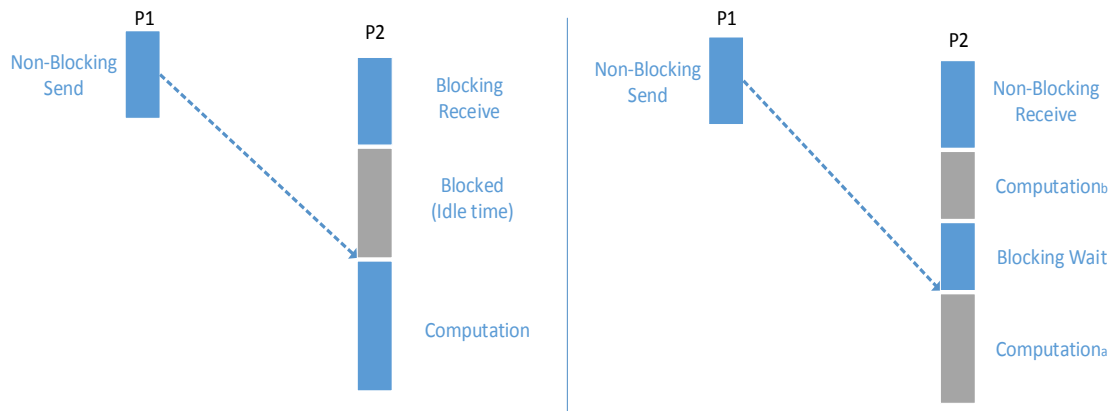 P1
P2
Non-Blocking
Send
Blocking
Receive
Blocked
(Idle time)
Computation
P1
P2
Non-Blocking
Send
Non-Blocking
Receive
Computationb
Blocking Wait
Computationa